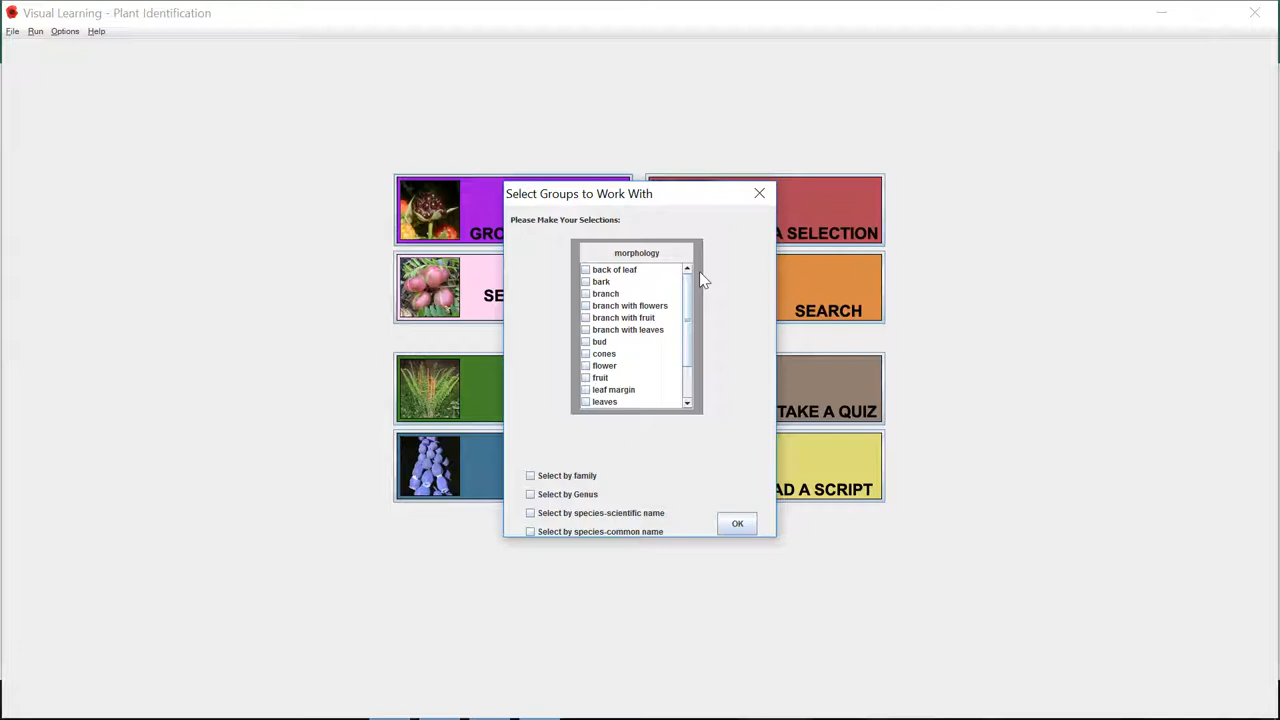 Visual Learning - Plant Identification
File Run Options Help
Select Groups to Work With
Please Make Your Selections:
morphology
back of leaf
bark
branch
branch with flowers
branch with fruit
branch with leaves
bud
cones
flower
fruit
leaf margin
leaves
Select by family
Select by Genus
Select by species-scientific name
Select by species-common name
OK
GRO
A SELECTION
SE
SEARCH
TAKE A QUIZ
AD A SCRIPT